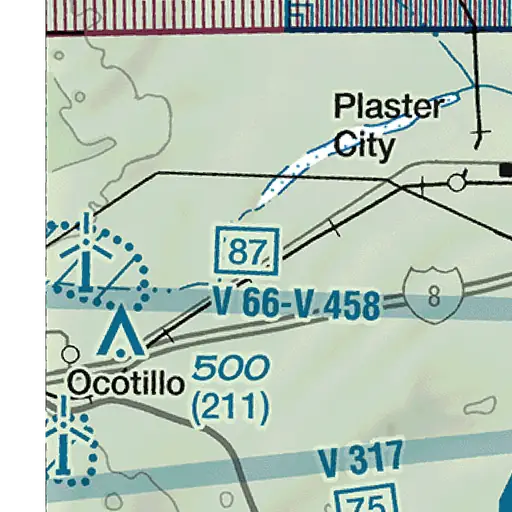 Plaster
City
87
V 66-V 458
8
Ocotillo
500
(211)
V 317
75